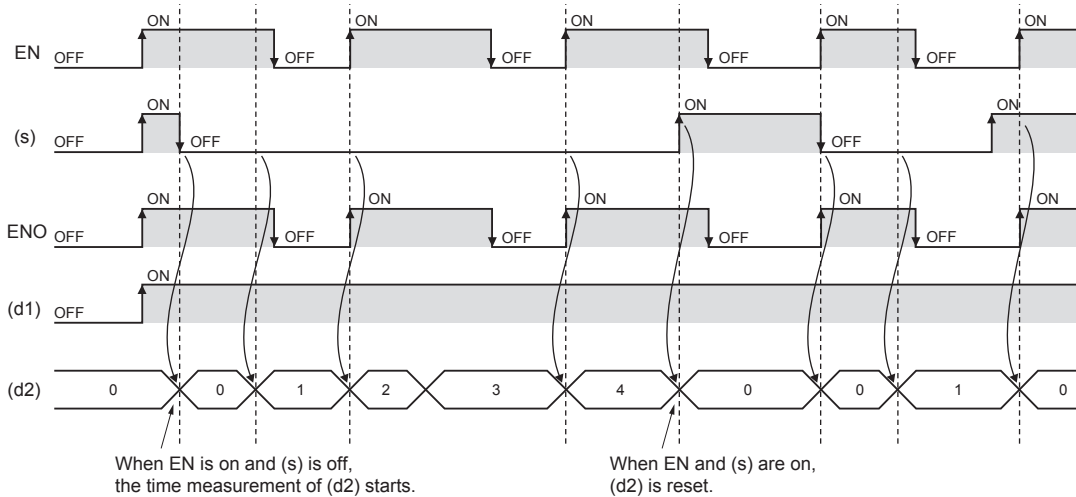 ON ON ON ON ON
EN OFF OFF OFF OFF OFF
ON ON ON
(s) OFF OFF OFF
ON ON ON ON ON
ENO OFF OFF OFF OFF OFF
ON
(d1) OFF
(d2) 0 0 1 2 3 4 0 0 1 0
When EN is on and (s) is off,
the time measurement of (d2) starts.
When EN and (s) are on,
(d2) is reset.